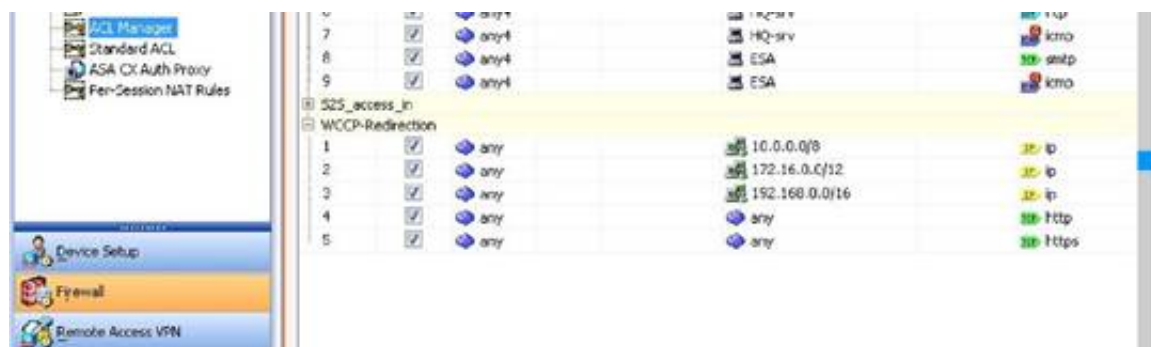 ACL Manager
Standard ACL
ASA CX Auth Proxy
Per-Session NAT Rules
Device Setup
Firewall
Remote Access VPN
7 any4 HQ-srv icmp
8 any4 ESA smtp
9 any4 ESA icmp
S2S_access_in
WCCP-Redirection
1 any 10.0.0.0/8 ip
2 any 172.16.0.0/12 ip
3 any 192.168.0.0/16 ip
4 any any http
5 any any https